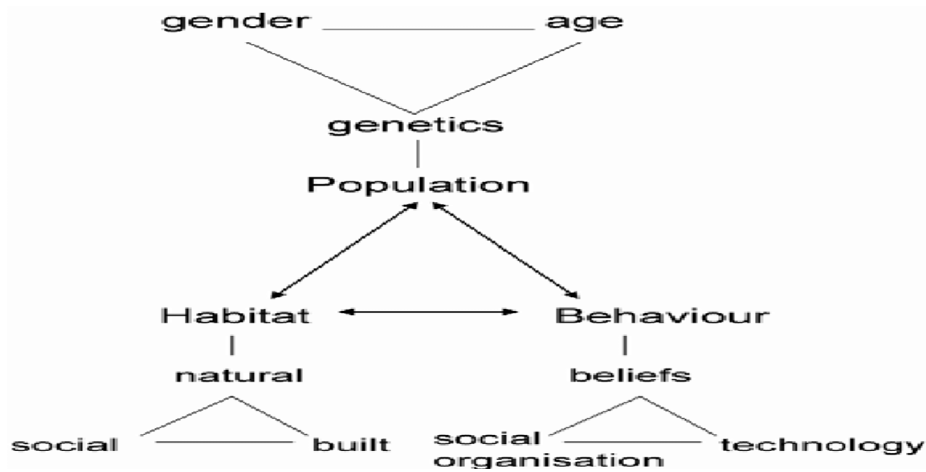 gender age
genetics
Population
Habitat Behaviour
natural beliefs
social built social technology
organisation